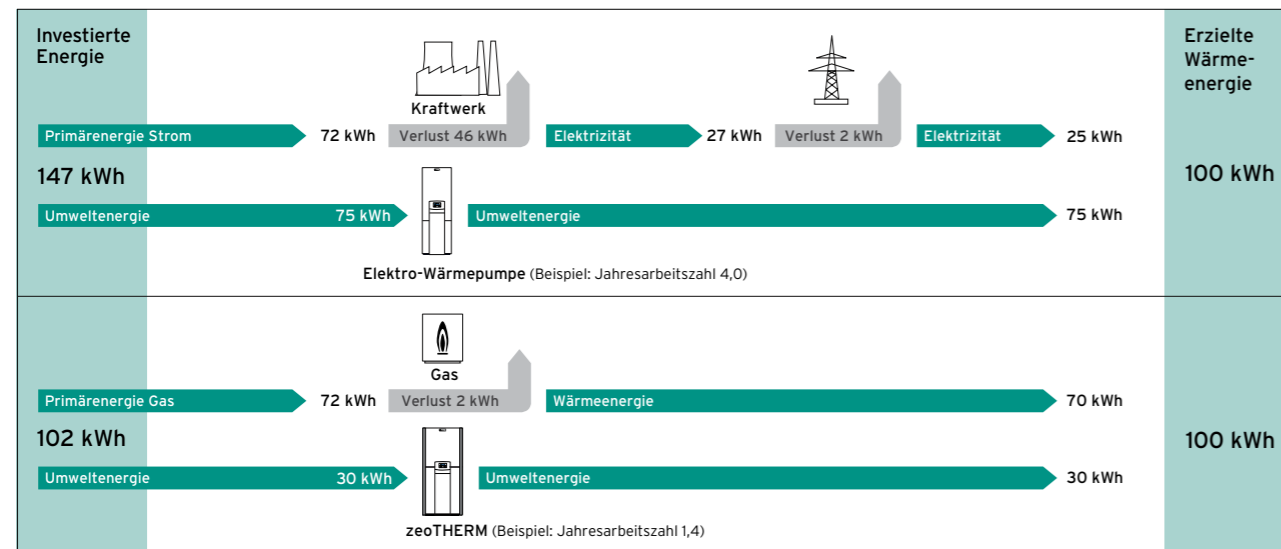 Investierte
Energie
Erzielte
Wärme-
energie
Kraftwerk
Primärenergie Strom 72 kWh Verlust 46 kWh Elektrizität 27 kWh Verlust 2 kWh Elektrizität 25 kWh
147 kWh
100 kWh
Umweltenergie 75 kWh Umweltenergie 75 kWh
Elektro-Wärmepumpe (Beispiel: Jahresarbeitszahl 4,0)
Gas
Primärenergie Gas 72 kWh Verlust 2 kWh Wärmeenergie 70 kWh
102 kWh
100 kWh
Umweltenergie 30 kWh Umweltenergie 30 kWh
zeoTHERM (Beispiel: Jahresarbeitszahl 1,4)